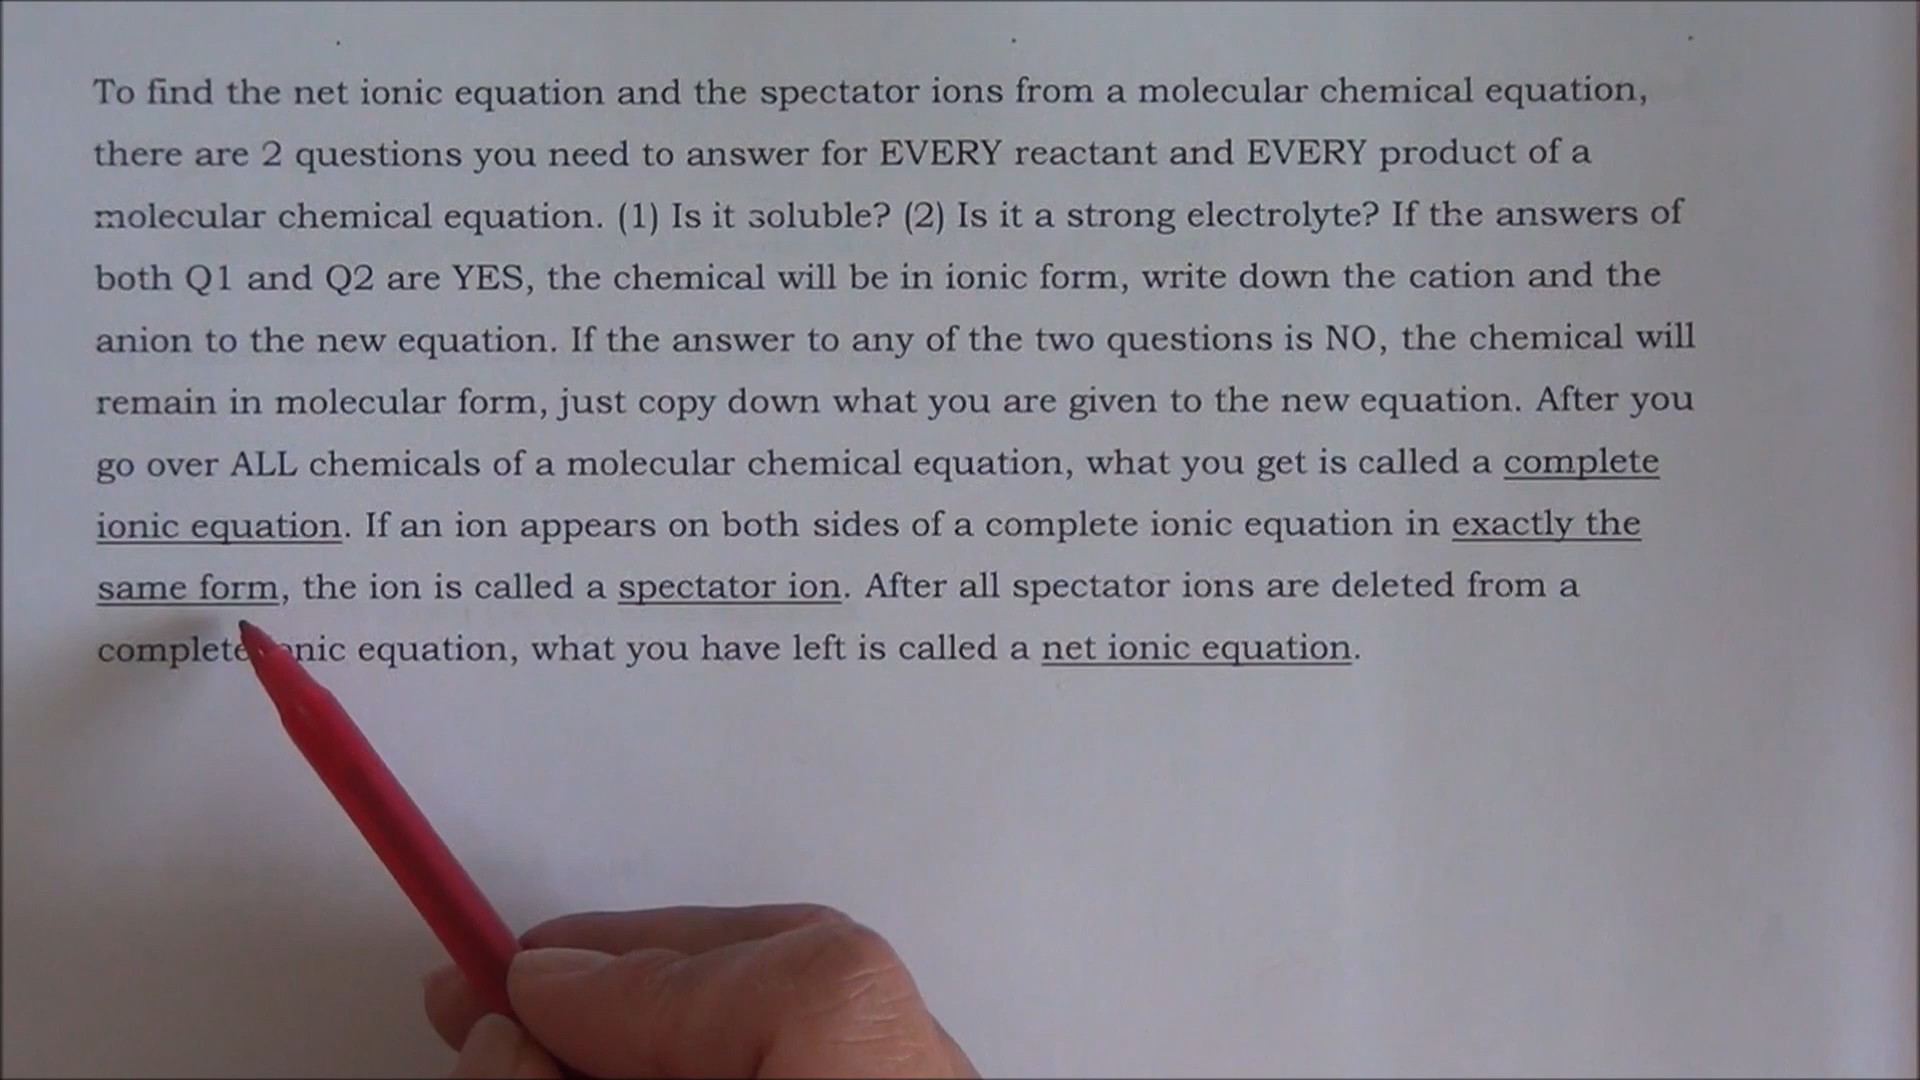 To find the net ionic equation and the spectator ions from a molecular chemical equation,
there are 2 questions you need to answer for EVERY reactant and EVERY product of a
molecular chemical equation. (1) Is it soluble? (2) Is it a strong electrolyte? If the answers of
both Q1 and Q2 are YES, the chemical will be in ionic form, write down the cation and the
anion to the new equation. If the answer to any of the two questions is NO, the chemical will
remain in molecular form, just copy down what you are given to the new equation. After you
go over ALL chemicals of a molecular chemical equation, what you get is called a complete
ionic equation. If an ion appears on both sides of a complete ionic equation in exactly the
same form, the ion is called a spectator ion. After all spectator ions are deleted from a
complete ionic equation, what you have left is called a net ionic equation.